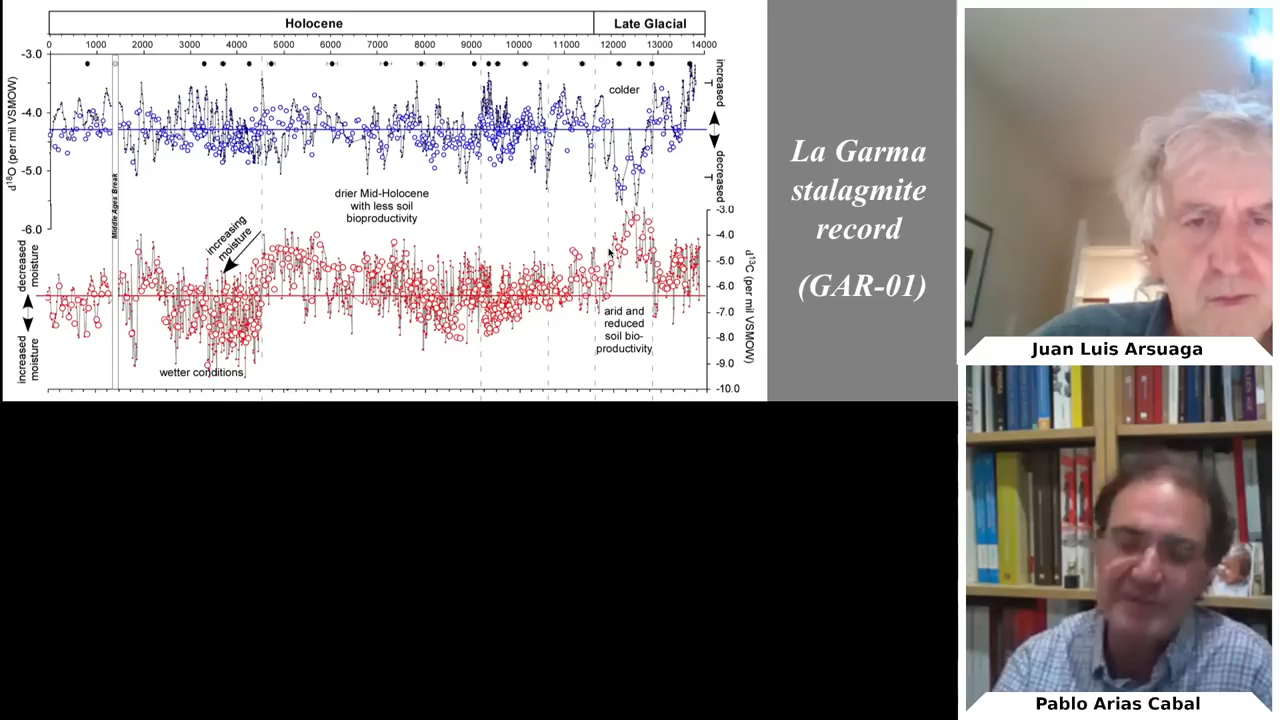 Holocene
Late Glacial
0 1000 2000 3000 4000 5000 6000 7000 8000 9000 10000 11000 12000 13000 14000
-3.0
-4.0
-5.0
-6.0
d18O (per mil VSMOW)
increased T
decreased T
colder
Middle Ages Break
drier Mid-Holocene
with less soil
bioproductivity
increasing
moisture
decreased
moisture
increased
moisture
-3.0
-4.0
-5.0
-6.0
-7.0
-8.0
-9.0
-10.0
d13C (per mil VSMOW)
arid and
reduced
soil bio-
productivity
wetter conditions
La Garma
stalagmite
record
(GAR-01)
Juan Luis Arsuaga
Pablo Arias Cabal